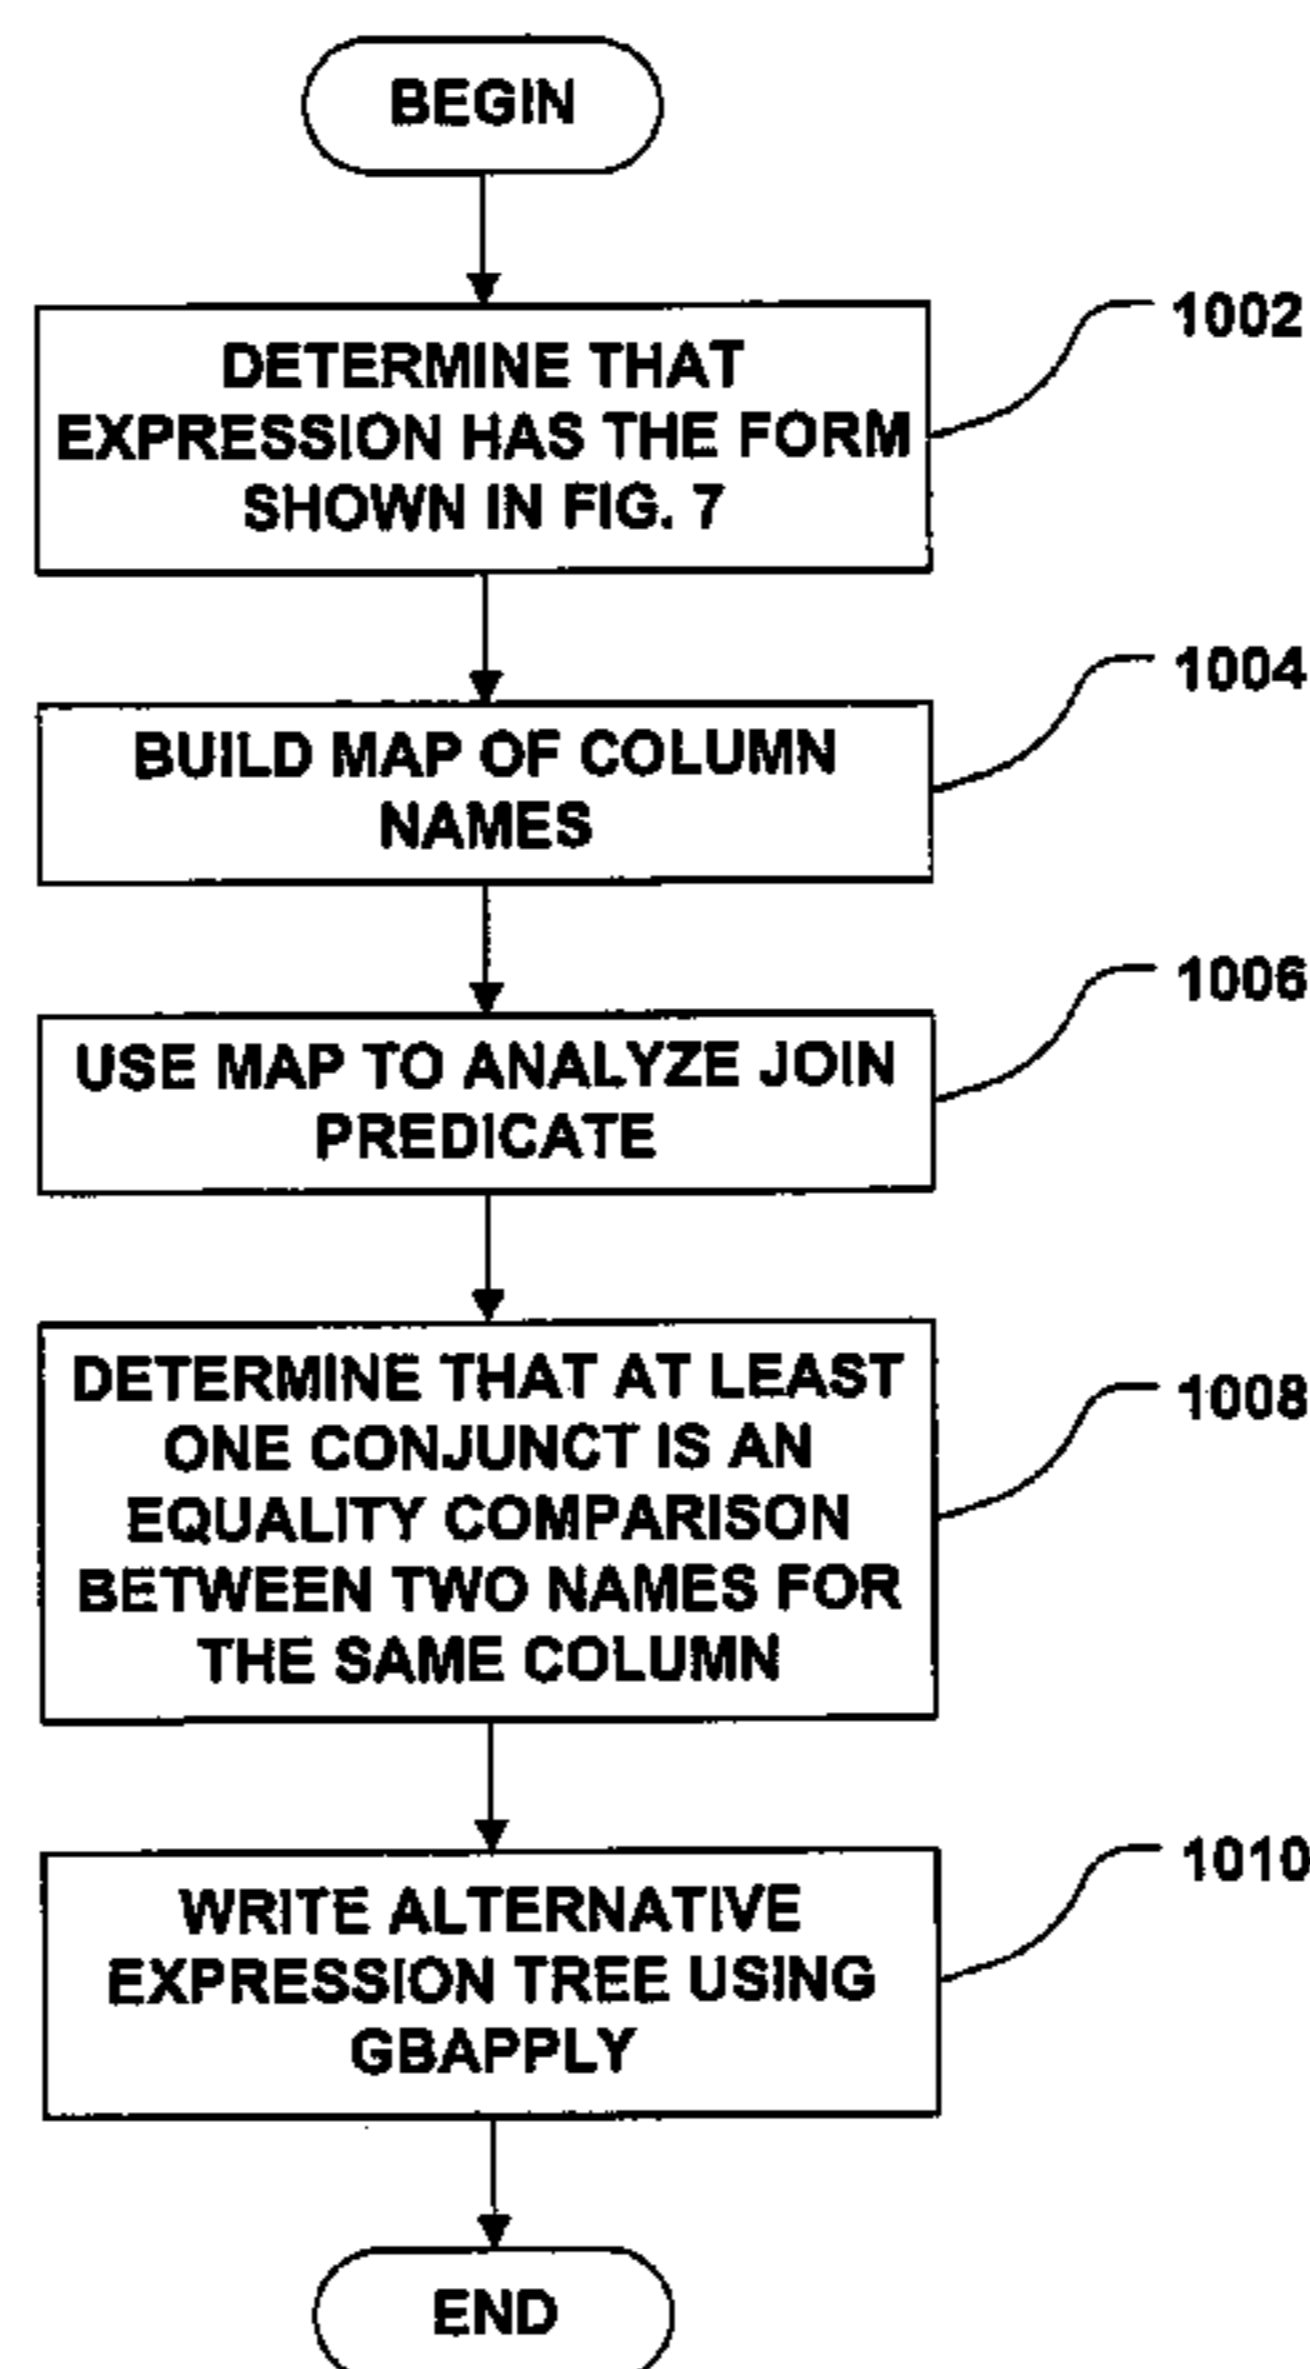 BEGIN
DETERMINE THAT
EXPRESSION HAS THE FORM
SHOWN IN FIG. 7
1002
BUILD MAP OF COLUMN
NAMES
1004
USE MAP TO ANALYZE JOIN
PREDICATE
1006
DETERMINE THAT AT LEAST
ONE CONJUNCT IS AN
EQUALITY COMPARISON
BETWEEN TWO NAMES FOR
THE SAME COLUMN
1008
WRITE ALTERNATIVE
EXPRESSION TREE USING
GBAPPLY
1010
END